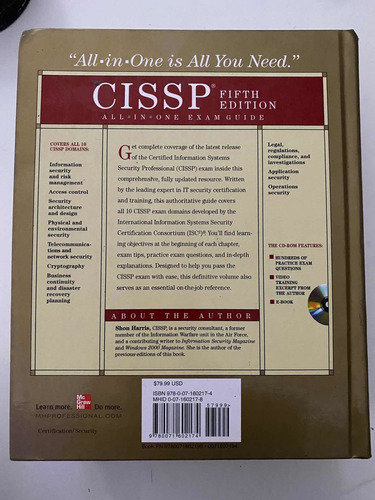 “All-in-One is All You Need.”
CISSP® FIFTH
EDITION
ALL■IN■ONE EXAM GUIDE
COVERS ALL 10
CISSP DOMAINS:
Information
security
and risk
management
Access control
Security
architecture
and design
Physical and
environmental
security
Telecommunica-
tions and
network security
Cryptography
Business
continuity
and disaster
recovery
planning
Get complete coverage of the latest release
of the Certified Information Systems
Security Professional (CISSP) exam inside this
comprehensive, fully updated resource. Written
by the leading expert in IT security certification
and training, this authoritative guide covers
all 10 CISSP exam domains developed by the
International Information Systems Security
Certification Consortium (ISC)²® You'll find learn-
ing objectives at the beginning of each chapter,
exam tips, practice exam questions, and in-depth
explanations. Designed to help you pass the
CISSP exam with ease, this definitive volume also
serves as an essential on-the-job reference.
Legal,
regulations,
compliance, and
investigations
Application
security
Operations
security
THE CD-ROM FEATURES:
HUNDREDS OF
PRACTICE EXAM
QUESTIONS
VIDEO
TRAINING
EXCERPT FROM
THE AUTHOR
E-BOOK
ABOUT THE AUTHOR
Shon Harris, CISSP, is a security consultant, a former
member of the Information Warfare unit in the Air Force,
and a contributing writer to Information Security Magazine
and Windows 2000 Magazine. She is the author of the
previous editions of this book.
$79.99 USD
ISBN 978-0-07-160217-4
MHID 0-07-160217-8
57999
9 780071 602174
Mc
Graw
Hill
Learn more. Do more.
MHPROFESSIONAL.COM
Certification/Security